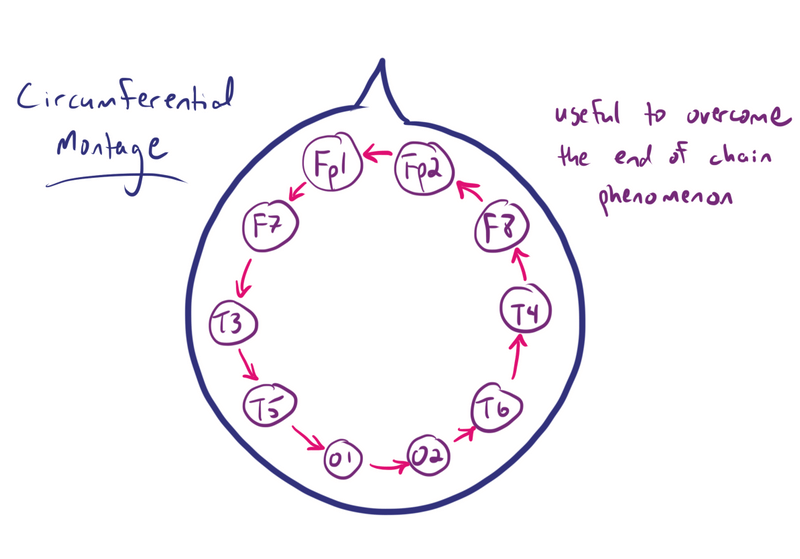 Circumferential
Montage
useful to overcome
the end of chain
phenomenon
Fp1
Fp2
F7
F8
T3
T4
T5
T6
O1
O2